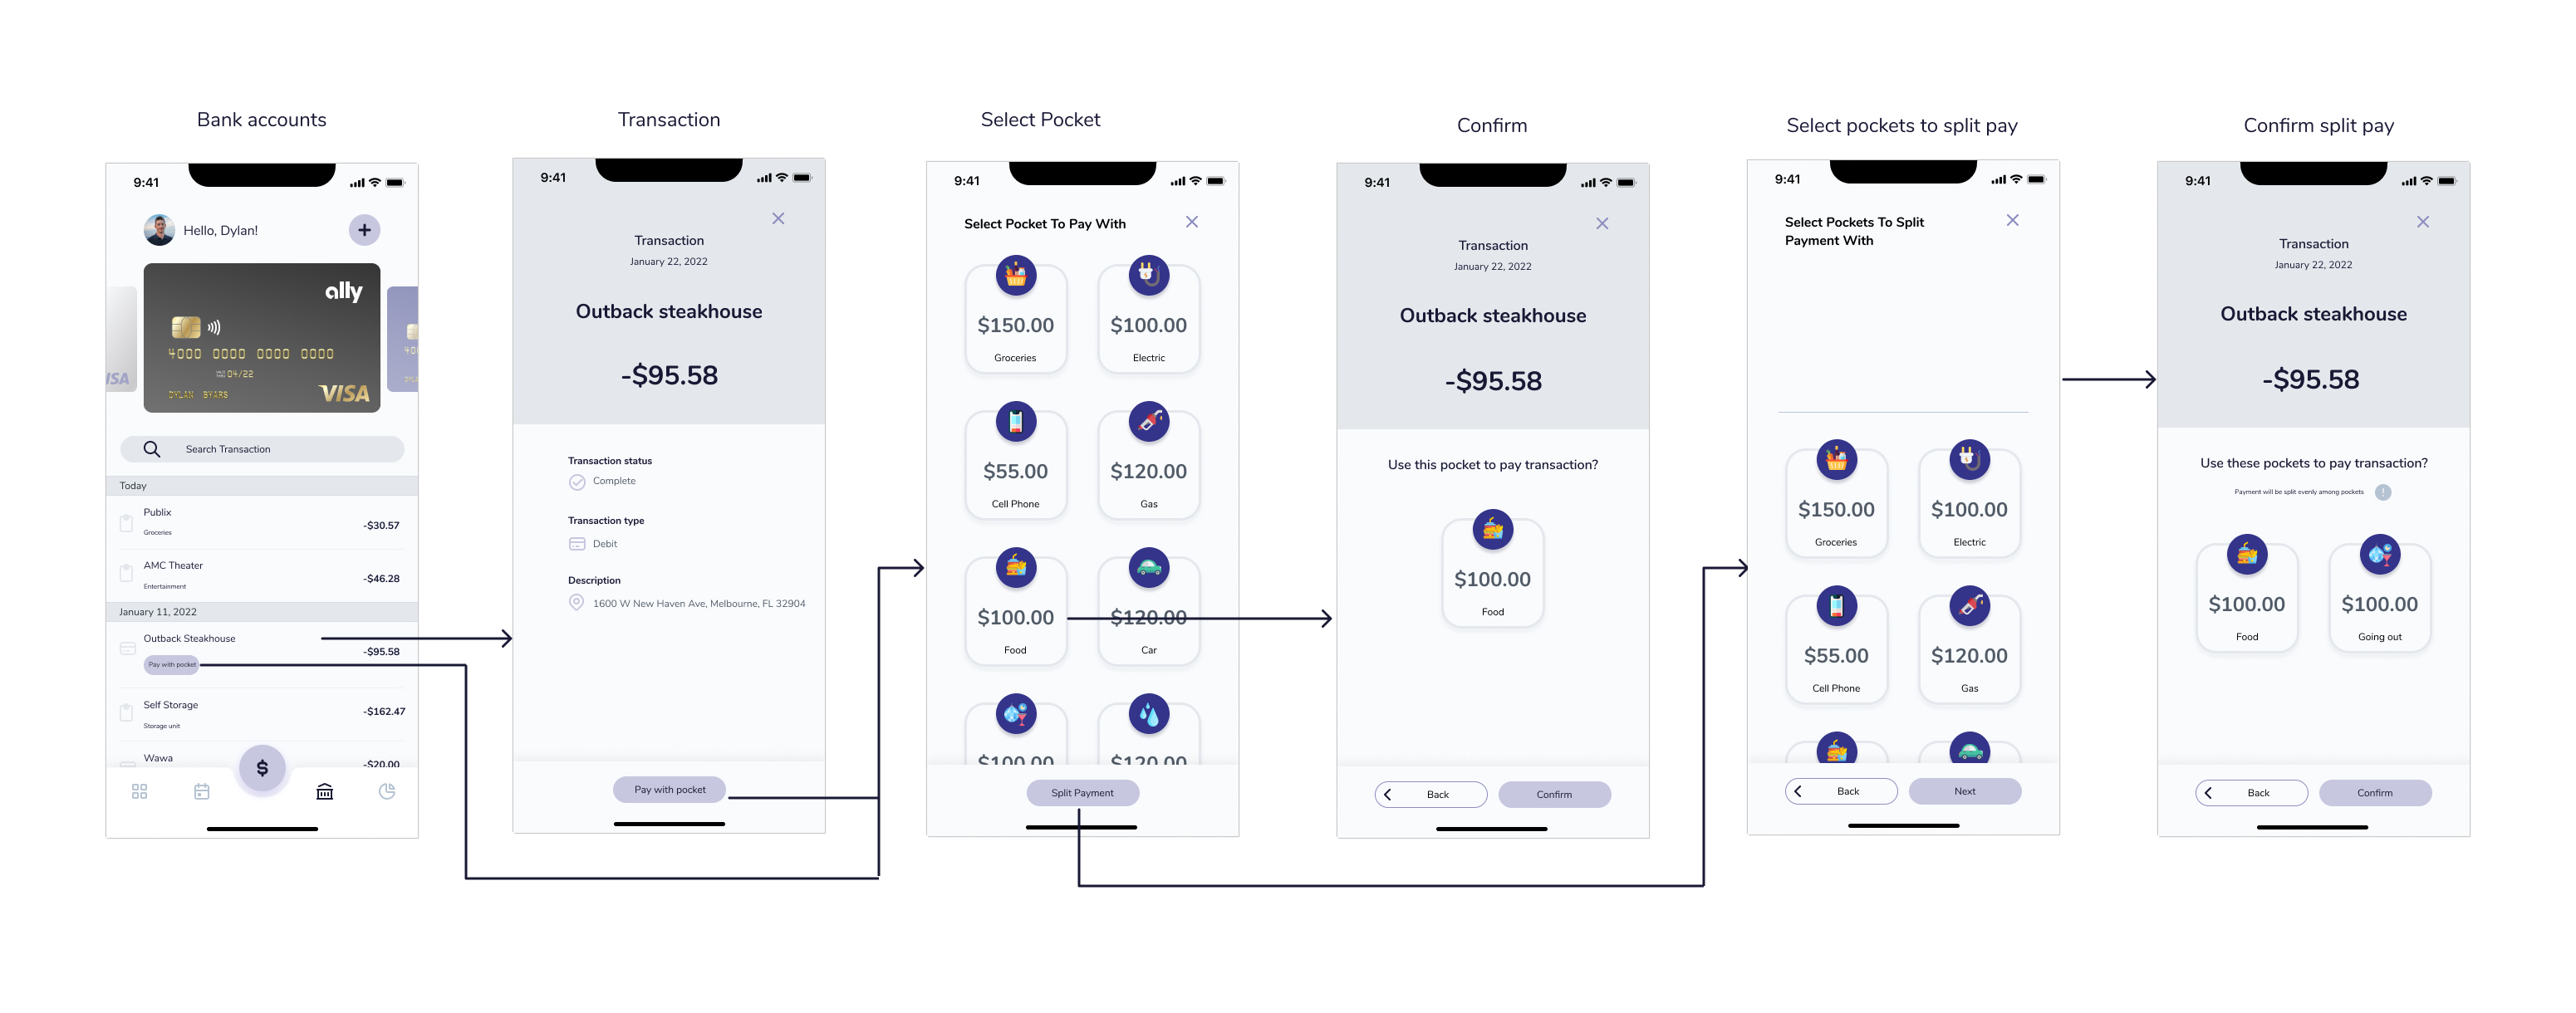 Bank accounts
9:41
Hello, Dylan!
ally
4000 0000 0000 0000
04/22
DYLAN BYARS
VISA
ISA
40
Search Transaction
Today
Publix
Groceries
-$30.57
AMC Theater
Entertainment
-$46.28
January 11, 2022
Outback Steakhouse
-$95.58
Pay with pocket
Self Storage
Storage unit
-$162.47
Wawa
-$20.00
$
Transaction
9:41
Transaction
January 22, 2022
Outback steakhouse
-$95.58
Transaction status
Complete
Transaction type
Debit
Description
1600 W New Haven Ave, Melbourne, FL 32904
Pay with pocket
Select Pocket
9:41
Select Pocket To Pay With
$150.00
Groceries
$100.00
Electric
$55.00
Cell Phone
$120.00
Gas
$100.00
Food
$120.00
Car
$100.00
$120.00
Split Payment
Confirm
9:41
Transaction
January 22, 2022
Outback steakhouse
-$95.58
Use this pocket to pay transaction?
$100.00
Food
Back
Confirm
Select pockets to split pay
9:41
Select Pockets To Split
Payment With
$150.00
Groceries
$100.00
Electric
$55.00
Cell Phone
$120.00
Gas
Back
Next
Confirm split pay
9:41
Transaction
January 22, 2022
Outback steakhouse
-$95.58
Use these pockets to pay transaction?
Payment will be split evenly among pockets
!
$100.00
Food
$100.00
Going out
Back
Confirm